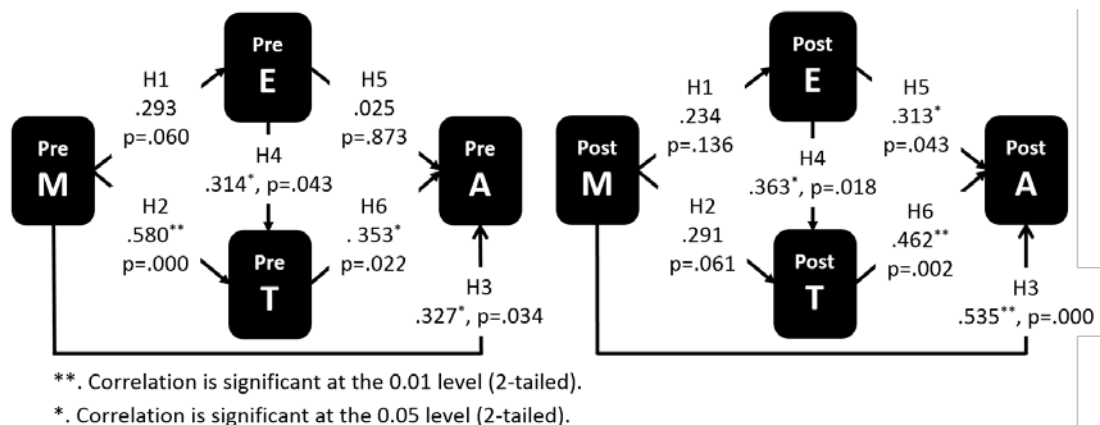 Pre
E
H1
.293
p=.060
H5
.025
p=.873
Pre
M
H4
.314*, p=.043
Pre
A
H2
.580**
p=.000
H6
. 353*
p=.022
Pre
T
H3
.327*, p=.034
Post
E
H1
.234
p=.136
H5
.313*
p=.043
Post
M
H4
.363*, p=.018
Post
A
H2
.291
p=.061
H6
.462**
p=.002
Post
T
H3
.535**, p=.000
**. Correlation is significant at the 0.01 level (2-tailed).
*. Correlation is significant at the 0.05 level (2-tailed).